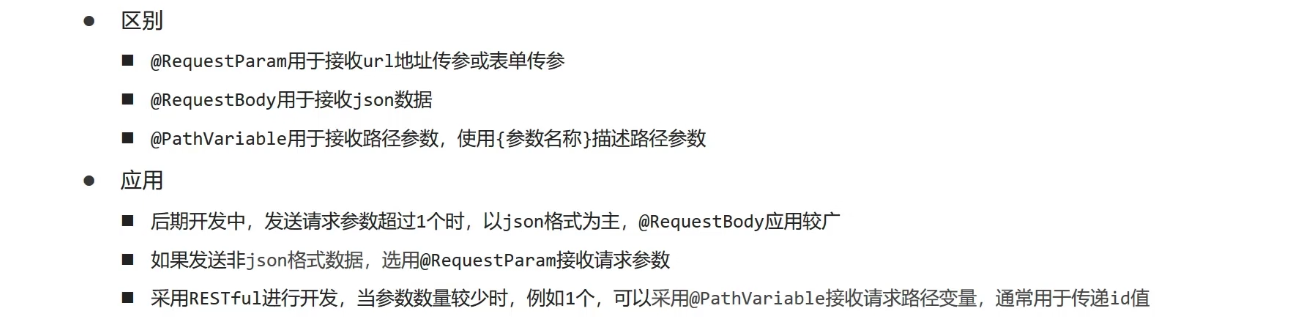 ● 区别
■ @RequestParam用于接收url地址传参或表单传参
■ @RequestBody用于接收json数据
■ @PathVariable用于接收路径参数，使用{参数名称}描述路径参数
● 应用
■ 后期开发中，发送请求参数超过1个时，以json格式为主，@RequestBody应用较广
■ 如果发送非json格式数据，选用@RequestParam接收请求参数
■ 采用RESTful进行开发，当参数数量较少时，例如1个，可以采用@PathVariable接收请求路径变量，通常用于传递id值